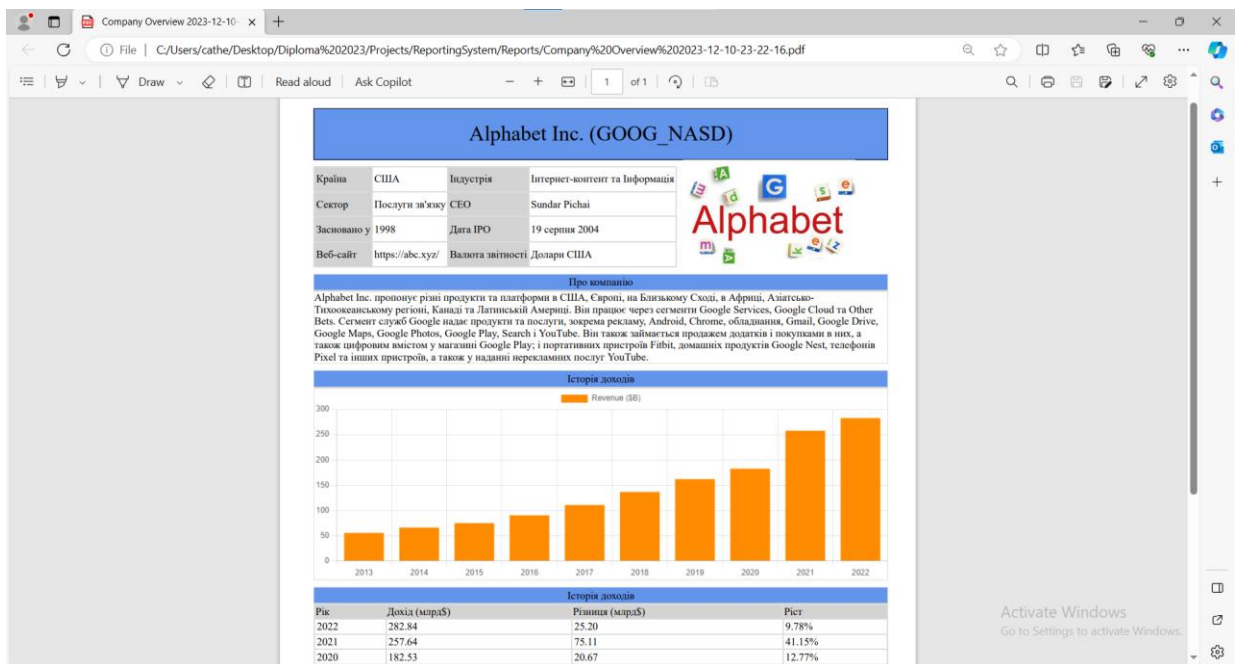 Company Overview 2023-12-10-
File | C:/Users/cathe/Desktop/Diploma%202023/Projects/ReportingSystem/Reports/Company%20Overview%202023-12-10-23-22-16.pdf
Draw Read aloud Ask Copilot 1 of 1
Alphabet Inc. (GOOG_NASD)
Країна США Індустрія Інтернет-контент та Інформація
Сектор Послуги зв'язку CEO Sundar Pichai
Засновано у 1998 Дата IPO 19 серпня 2004
Веб-сайт https://abc.xyz/ Валюта звітності Долари США
Alphabet
Про компанію
Alphabet Inc. пропонує різні продукти та платформи в США, Європі, на Близькому Сході, в Африці, Азіатсько-
Тихоокеанському регіоні, Канаді та Латинській Америці. Він працює через сегменти Google Services, Google Cloud та Other
Bets. Сегмент служб Google надає продукти та послуги, зокрема рекламу, Android, Chrome, обладнання, Gmail, Google Drive,
Google Maps, Google Photos, Google Play, Search і YouTube. Він також займається продажем додатків і покупками в них, а
також цифровим вмістом у магазині Google Play; і портативних пристроїв Fitbit, домашніх продуктів Google Nest, телефонів
Pixel та інших пристроїв, а також у наданні нерекламних послуг YouTube.
Історія доходів
Revenue ($B)
300
250
200
150
100
50
0
2013 2014 2015 2016 2017 2018 2019 2020 2021 2022
Історія доходів
Рік Дохід (млрд$) Різниця (млрд$) Ріст
2022 282.84 25.20 9.78%
2021 257.64 75.11 41.15%
2020 182.53 20.67 12.77%
Activate Windows
Go to Settings to activate Windows.